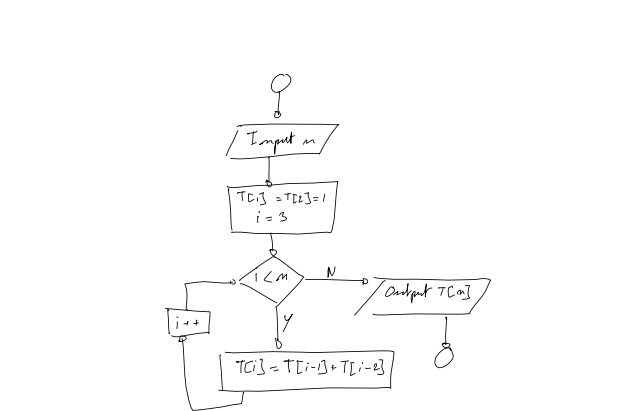 Input n
T[1] = T[2] = 1
i = 3
i < n
N
Output T[n]
Y
i++
T[i] = T[i-1] + T[i-2]